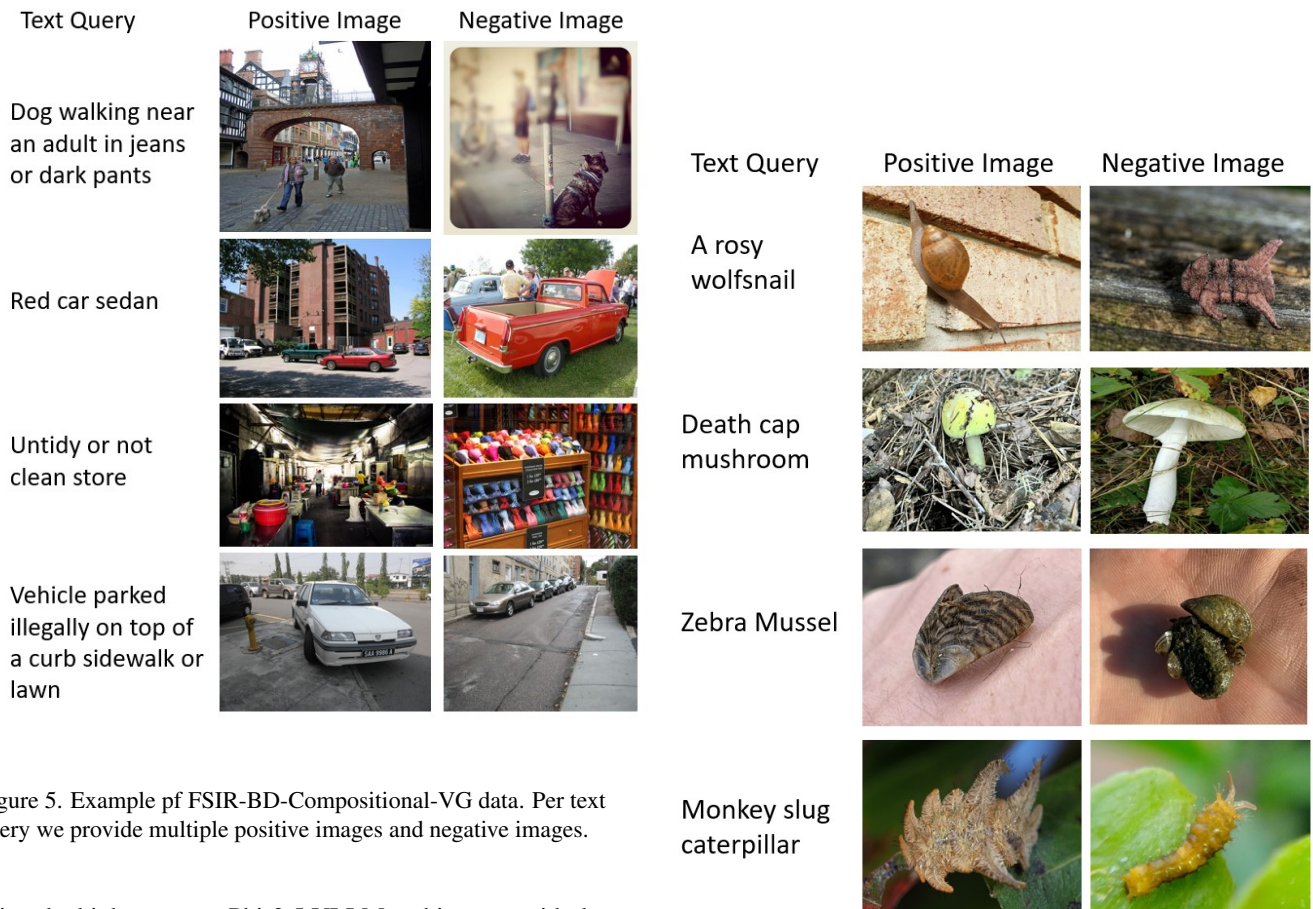 Text Query
Positive Image
Negative Image
Dog walking near
an adult in jeans
or dark pants
Red car sedan
Untidy or not
clean store
Vehicle parked
illegally on top of
a curb sidewalk or
lawn
SAA 9986 A
gure 5. Example pf FSIR-BD-Compositional-VG data. Per text
ery we provide multiple positive images and negative images.
Text Query
Positive Image
Negative Image
A rosy
wolfsnail
Death cap
mushroom
Zebra Mussel
Monkey slug
caterpillar